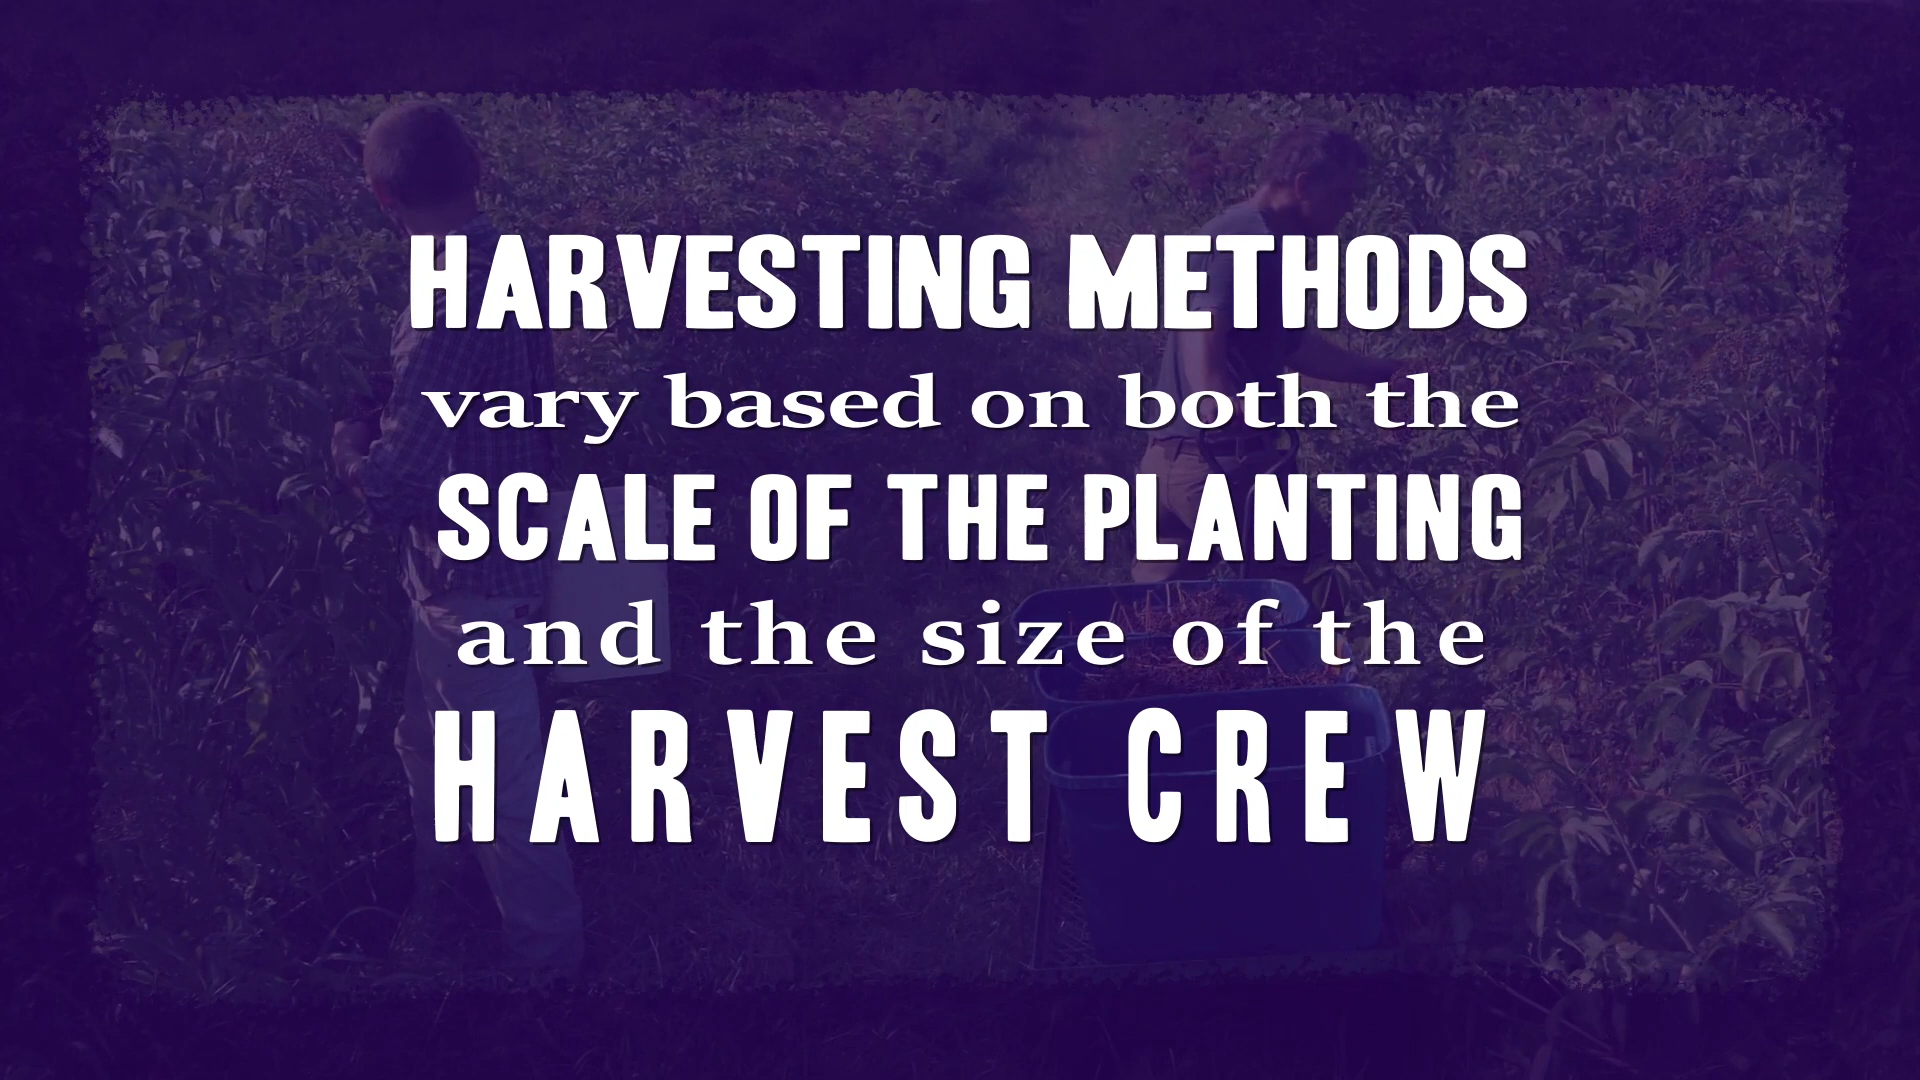 HARVESTING METHODS
vary based on both the
SCALE OF THE PLANTING
and the size of the
HARVEST CREW